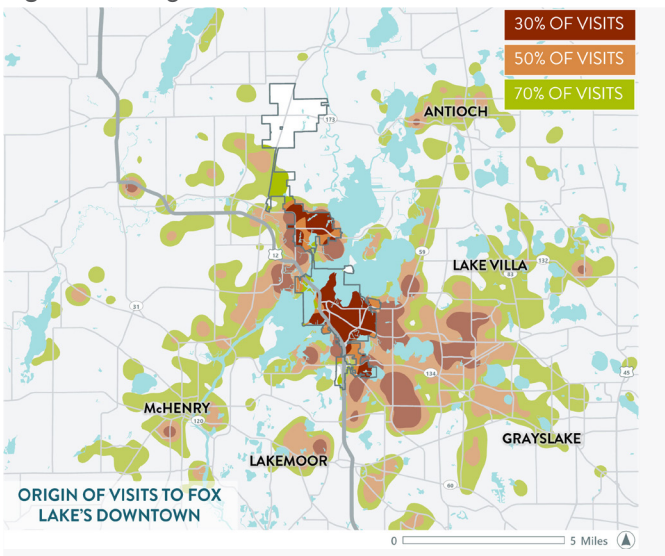 30% OF VISITS
50% OF VISITS
70% OF VISITS
ANTIOCH
173
12
59
LAKE VILLA
132
83
31
134
45
McHENRY
120
GRAYSLAKE
LAKEMOOR
60
ORIGIN OF VISITS TO FOX
LAKE'S DOWNTOWN
0 5 Miles